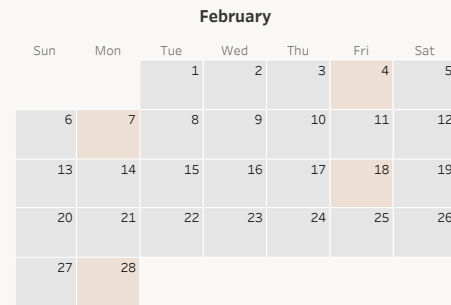 February
Sun Mon Tue Wed Thu Fri Sat
1 2 3 4 5
6 7 8 9 10 11 12
13 14 15 16 17 18 19
20 21 22 23 24 25 26
27 28